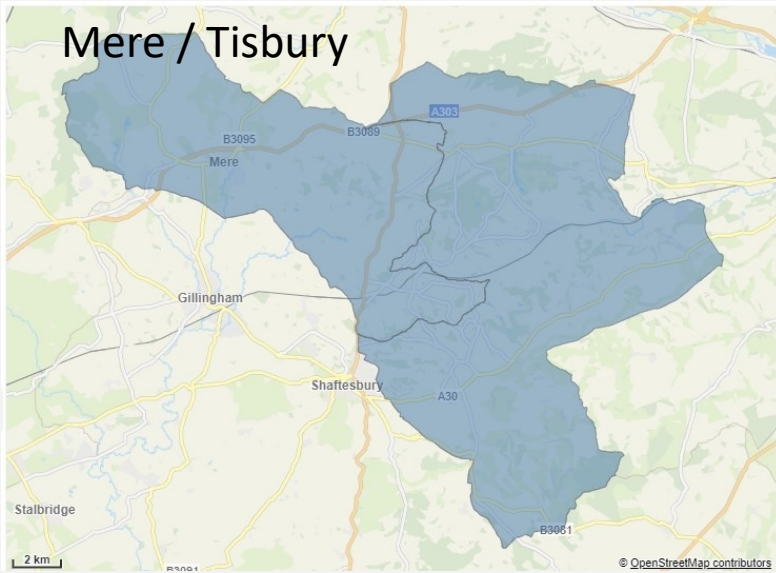 Mere / Tisbury
A303
B3095
B3089
Mere
Gillingham
Shaftesbury
A30
Stalbridge
B3081
2 km
B3091
© OpenStreetMap contributors